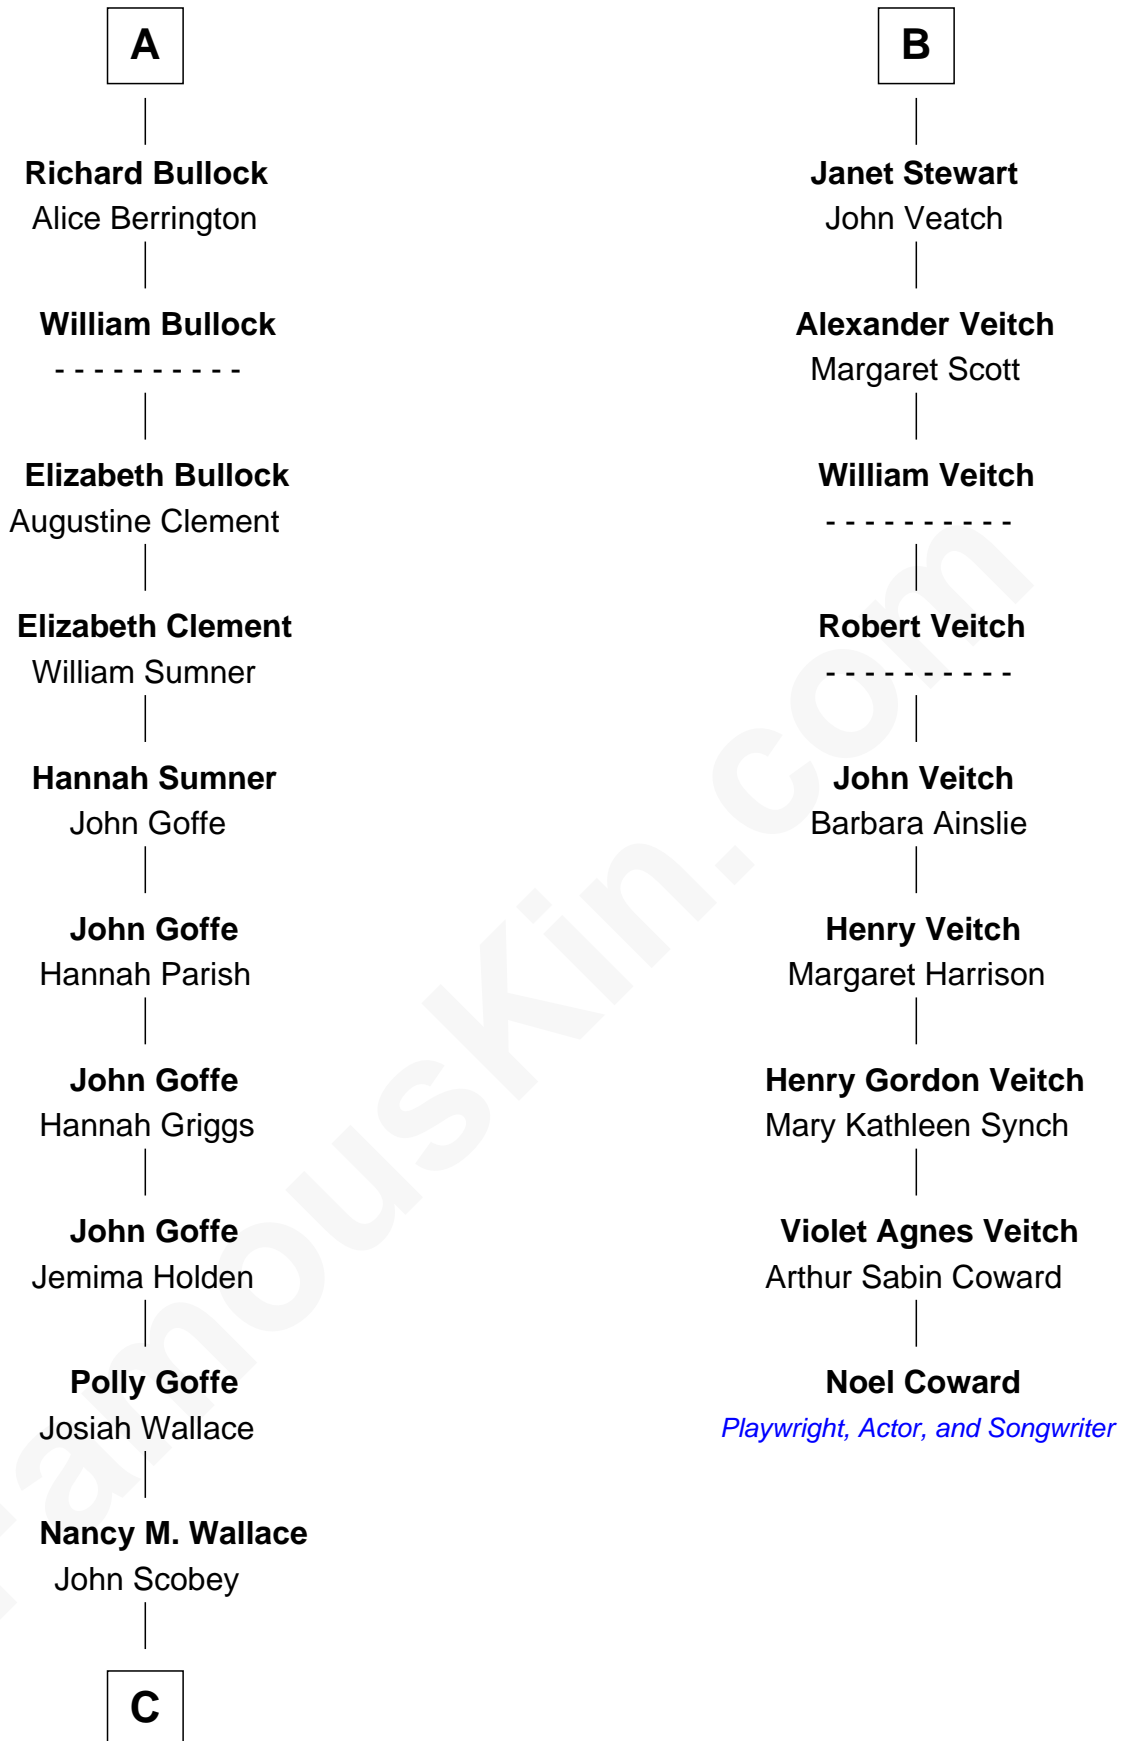 A
Richard Bullock
Alice Berrington
William Bullock
- - - - - - - - - -
Elizabeth Bullock
Augustine Clement
Elizabeth Clement
William Sumner
Hannah Sumner
John Goffe
John Goffe
Hannah Parish
John Goffe
Hannah Griggs
John Goffe
Jemima Holden
Polly Goffe
Josiah Wallace
Nancy M. Wallace
John Scobey
C
B
Janet Stewart
John Veatch
Alexander Veitch
Margaret Scott
William Veitch
- - - - - - - - - -
Robert Veitch
- - - - - - - - - -
John Veitch
Barbara Ainslie
Henry Veitch
Margaret Harrison
Henry Gordon Veitch
Mary Kathleen Synch
Violet Agnes Veitch
Arthur Sabin Coward
Noel Coward
Playwright, Actor, and Songwriter
FamousKin.com